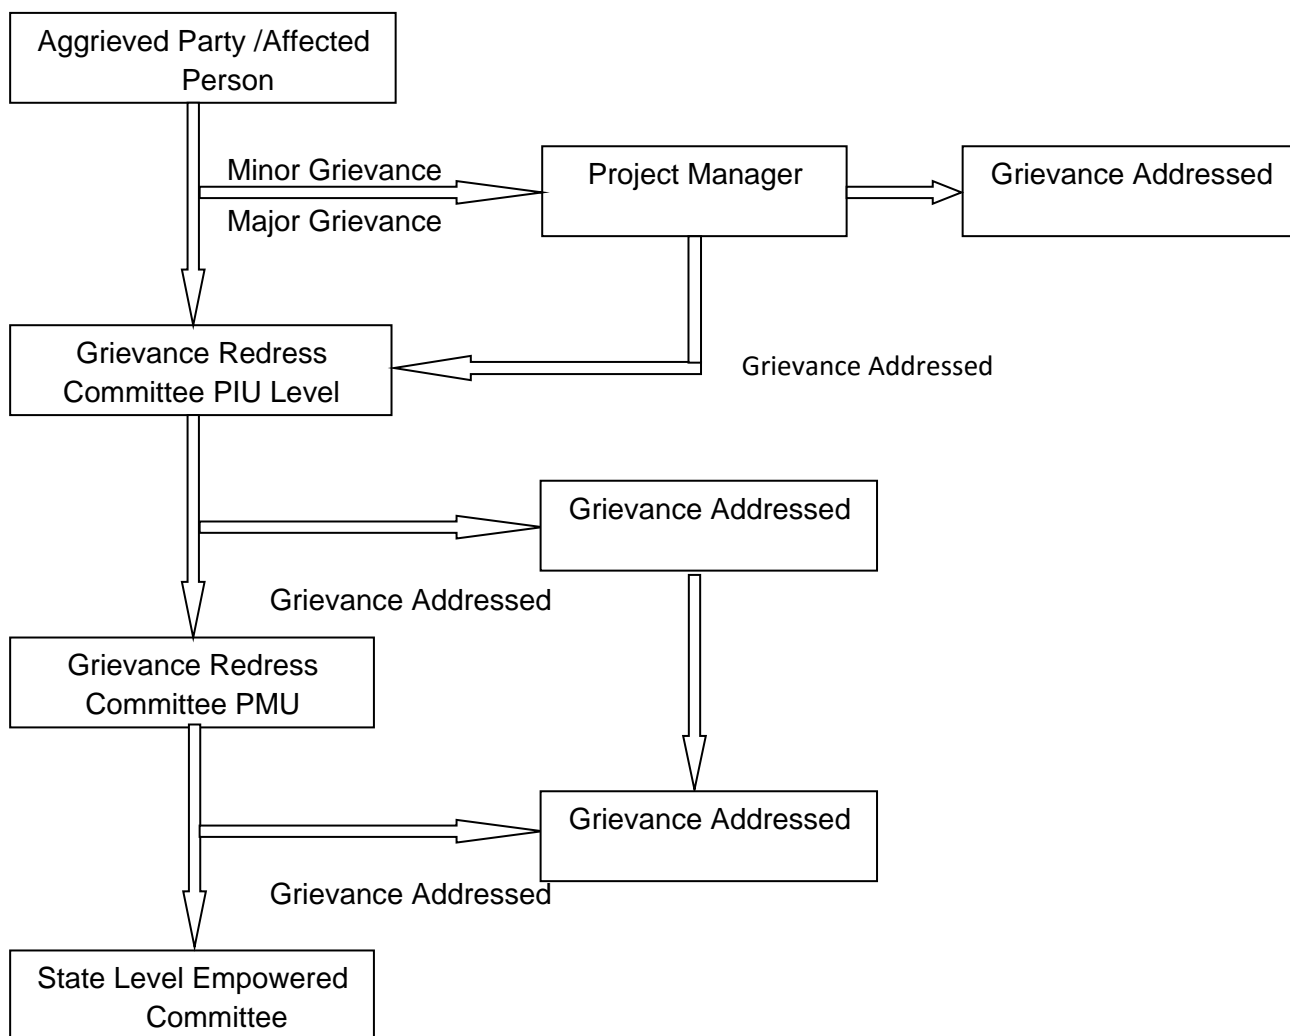 Aggrieved Party /Affected
Person
Minor Grievance
Project Manager
Grievance Addressed
Major Grievance
Grievance Redress
Committee PIU Level
Grievance Addressed
Grievance Addressed
Grievance Addressed
Grievance Redress
Committee PMU
Grievance Addressed
Grievance Addressed
State Level Empowered
Committee